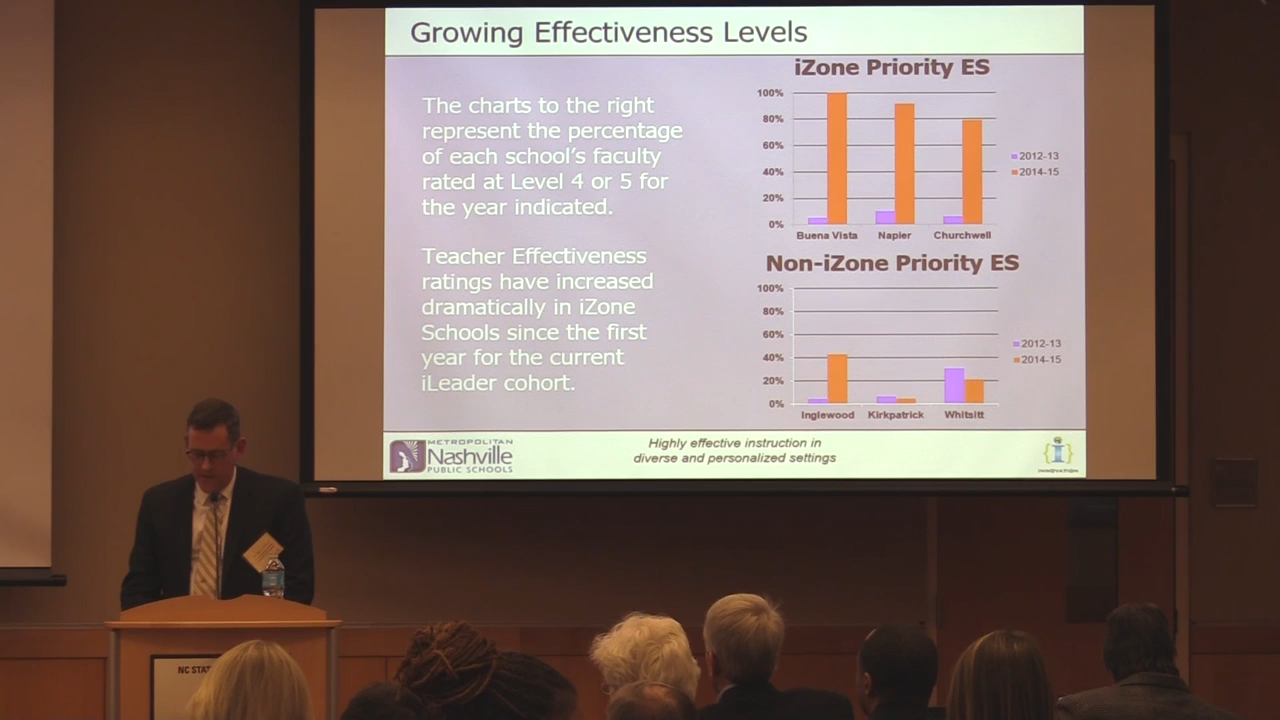 Growing Effectiveness Levels
The charts to the right
represent the percentage
of each school's faculty
rated at Level 4 or 5 for
the year indicated.
Teacher Effectiveness
ratings have increased
dramatically in iZone
Schools since the first
year for the current
iLeader cohort.
iZone Priority ES
100%
80%
60%
40%
20%
0%
Buena Vista Napier Churchwell
2012-13
2014-15
Non-iZone Priority ES
100%
80%
60%
40%
20%
0%
Inglewood Kirkpatrick Whitsitt
2012-13
2014-15
METROPOLITAN
Nashville
PUBLIC SCHOOLS
Highly effective instruction in
diverse and personalized settings
NC STAT